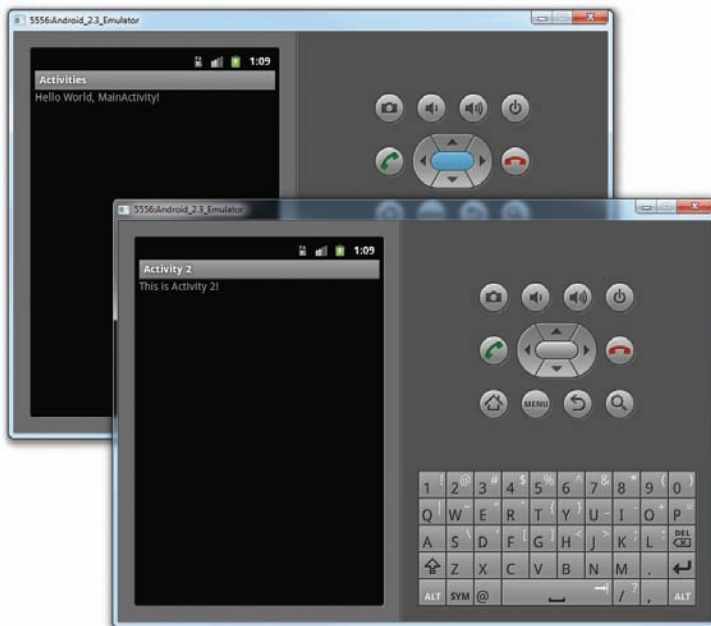 5556:Android_2.3_Emulator
1:09
Activities
Hello World, MainActivity!
5556:Android_2.3_Emulator
1:09
Activity 2
This is Activity 2!
MENU
1 ! 2 @ 3 # 4 $ 5 % 6 ^ 7 & 8 * 9 ( 0 )
Q | W ~ E " R ` T { Y } U _ I - O + P =
A S \ D ' F [ G ] H < J > K ; L : DEL
Z X C V B N M .
ALT SYM @ / ? , ALT